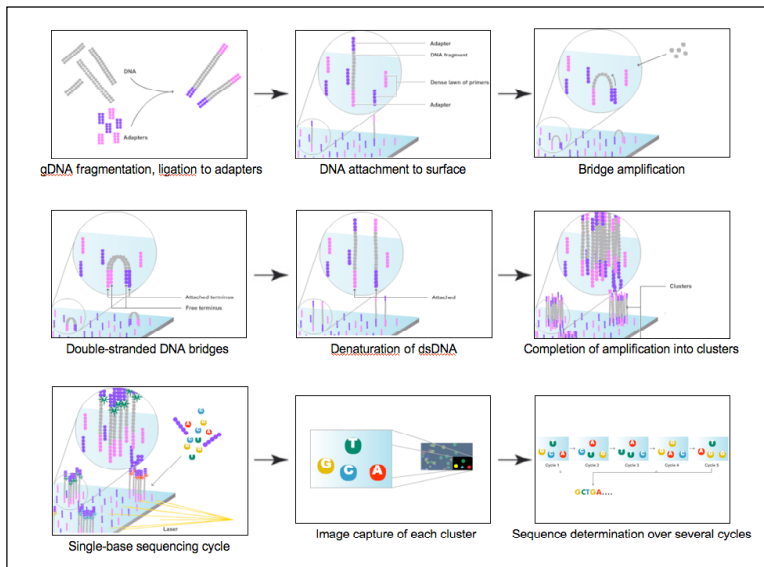 DNA
Adapters
gDNA fragmentation, ligation to adapters
Adapter
DNA fragment
Dense lawn of primers
Adapter
DNA attachment to surface
Bridge amplification
Attached terminus
Free terminus
Double-stranded DNA bridges
Attached
Denaturation of dsDNA
Clusters
Completion of amplification into clusters
Laser
Single-base sequencing cycle
T
G C A
Image capture of each cluster
Cycle 1 Cycle 2 Cycle 3 Cycle 4 Cycle 5
GCTGA....
Sequence determination over several cycles